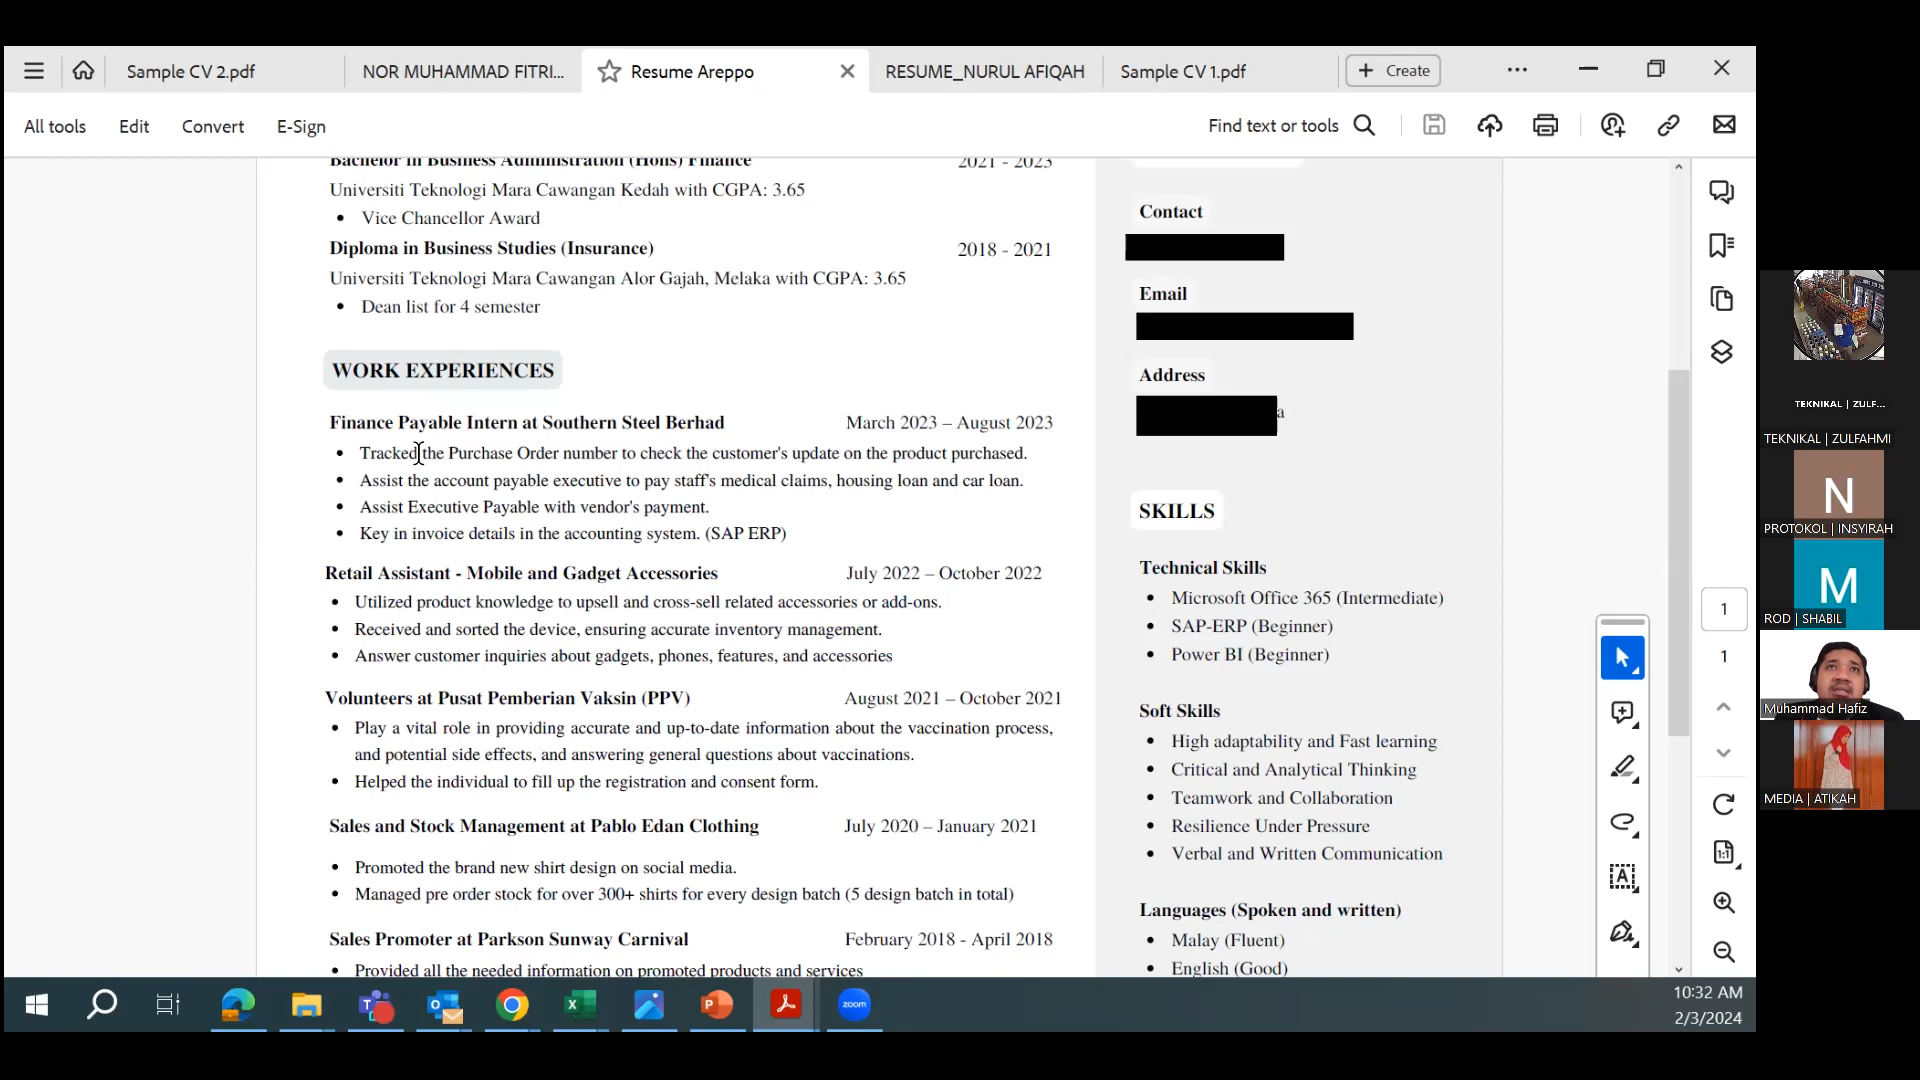 Sample CV 2.pdf
NOR MUHAMMAD FITRI...
Resume Areppo
RESUME_NURUL AFIQAH
Sample CV 1.pdf
Create
All tools
Edit
Convert
E-Sign
Find text or tools
Bachelor in Business Administration (Hons) Finance
2021 - 2023
Universiti Teknologi Mara Cawangan Kedah with CGPA: 3.65
• Vice Chancellor Award
Diploma in Business Studies (Insurance)
2018 - 2021
Universiti Teknologi Mara Cawangan Alor Gajah, Melaka with CGPA: 3.65
• Dean list for 4 semester
WORK EXPERIENCES
Finance Payable Intern at Southern Steel Berhad
March 2023 – August 2023
• Tracked the Purchase Order number to check the customer's update on the product purchased.
• Assist the account payable executive to pay staff's medical claims, housing loan and car loan.
• Assist Executive Payable with vendor's payment.
• Key in invoice details in the accounting system. (SAP ERP)
Retail Assistant - Mobile and Gadget Accessories
July 2022 – October 2022
• Utilized product knowledge to upsell and cross-sell related accessories or add-ons.
• Received and sorted the device, ensuring accurate inventory management.
• Answer customer inquiries about gadgets, phones, features, and accessories
Volunteers at Pusat Pemberian Vaksin (PPV)
August 2021 – October 2021
• Play a vital role in providing accurate and up-to-date information about the vaccination process,
and potential side effects, and answering general questions about vaccinations.
• Helped the individual to fill up the registration and consent form.
Sales and Stock Management at Pablo Edan Clothing
July 2020 – January 2021
• Promoted the brand new shirt design on social media.
• Managed pre order stock for over 300+ shirts for every design batch (5 design batch in total)
Sales Promoter at Parkson Sunway Carnival
February 2018 - April 2018
• Provided all the needed information on promoted products and services
Contact
Email
Address
a
SKILLS
Technical Skills
• Microsoft Office 365 (Intermediate)
• SAP-ERP (Beginner)
• Power BI (Beginner)
Soft Skills
• High adaptability and Fast learning
• Critical and Analytical Thinking
• Teamwork and Collaboration
• Resilience Under Pressure
• Verbal and Written Communication
Languages (Spoken and written)
• Malay (Fluent)
• English (Good)
1
1
1:1
zoom
10:32 AM
2/3/2024
TEKNIKAL | ZULF...
TEKNIKAL | ZULFAHMI
N
PROTOKOL | INSYIRAH
M
ROD | SHABIL
Muhammad Hafiz
MEDIA | ATIKAH